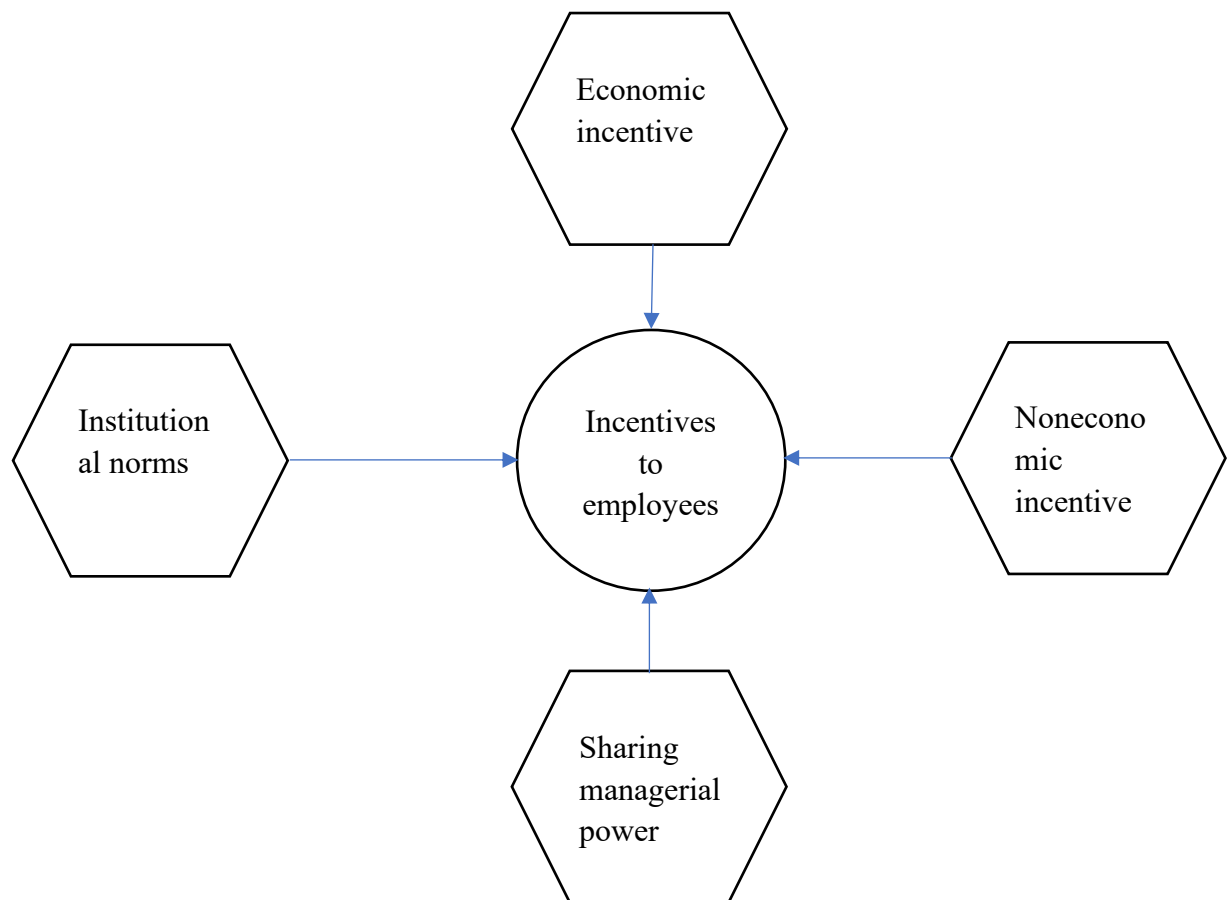 Economic
incentive
Institution
al norms
Incentives
to
employees
Nonecono
mic
incentive
Sharing
managerial
power